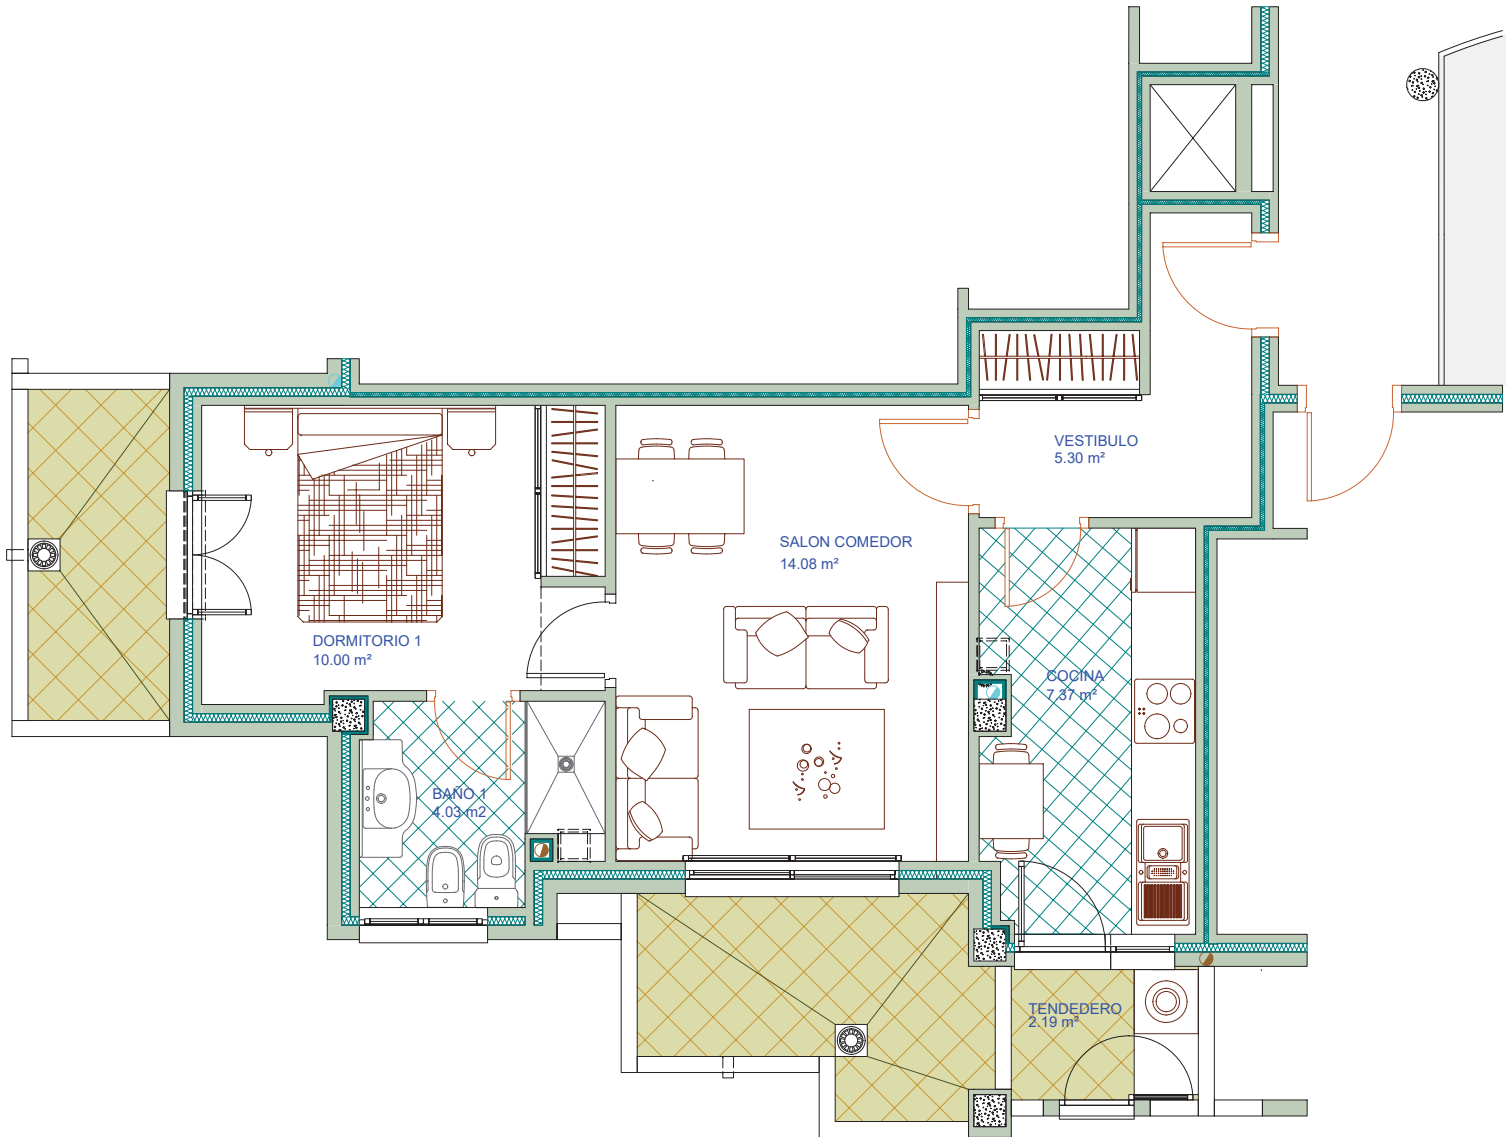 VESTIBULO
5.30 m²
SALON COMEDOR
14.08 m²
DORMITORIO 1
10.00 m²
COCINA
7.37 m²
BAÑO 1
4.03 m2
TENDEDERO
2.19 m²